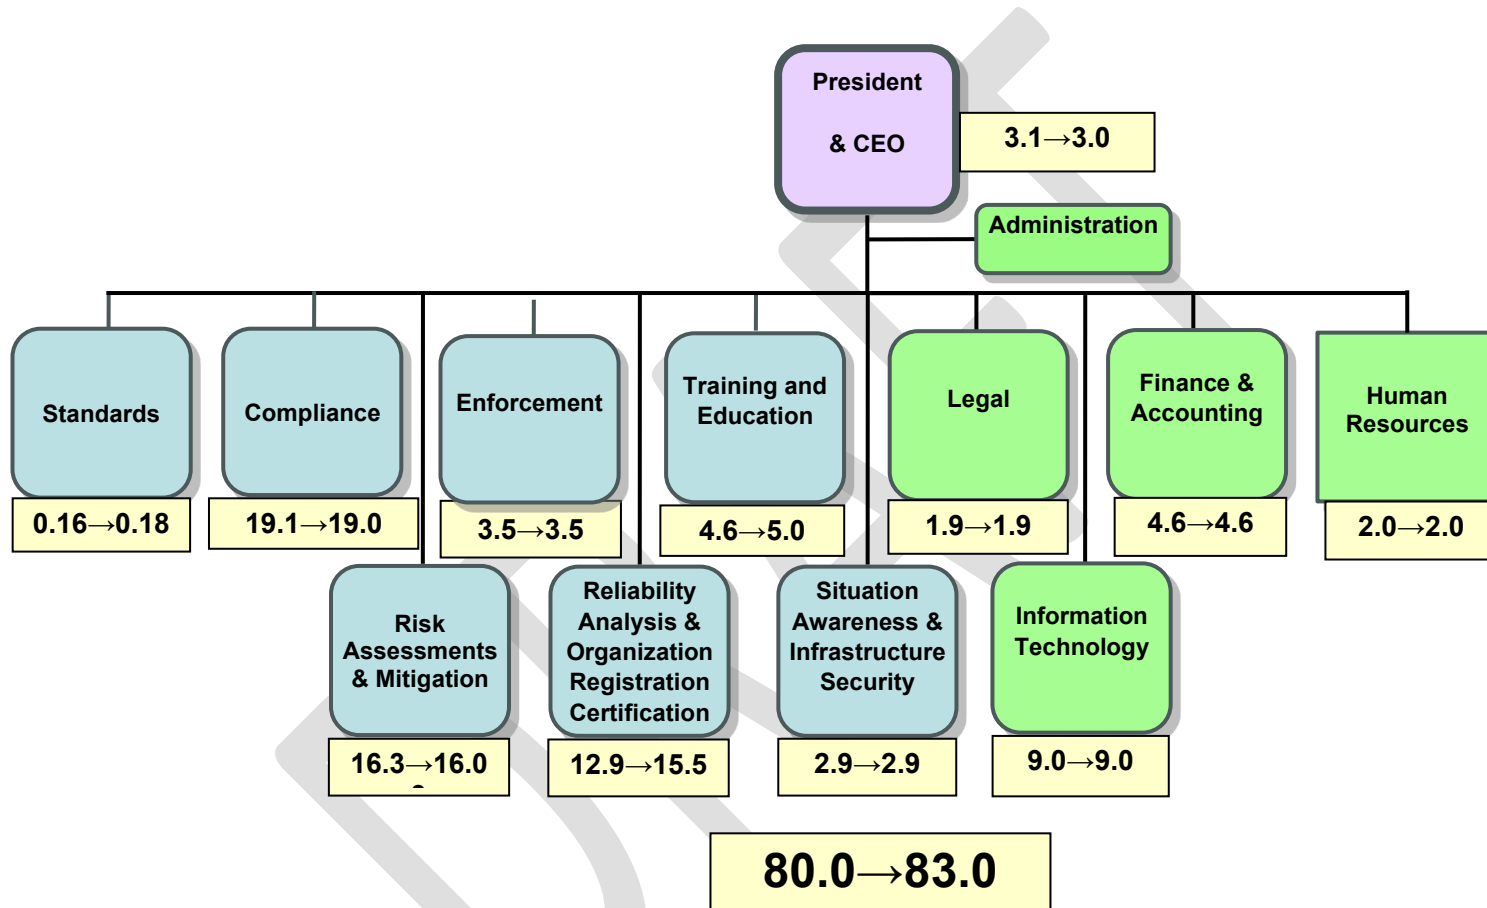 President
& CEO
3.1→3.0
Administration
Standards
0.16→0.18
Compliance
19.1→19.0
Enforcement
3.5→3.5
Training and
Education
4.6→5.0
Legal
1.9→1.9
Finance &
Accounting
4.6→4.6
Human
Resources
2.0→2.0
Risk
Assessments
& Mitigation
16.3→16.0
Reliability
Analysis &
Organization
Registration
Certification
12.9→15.5
Situation
Awareness &
Infrastructure
Security
2.9→2.9
Information
Technology
9.0→9.0
80.0→83.0
DRAFT